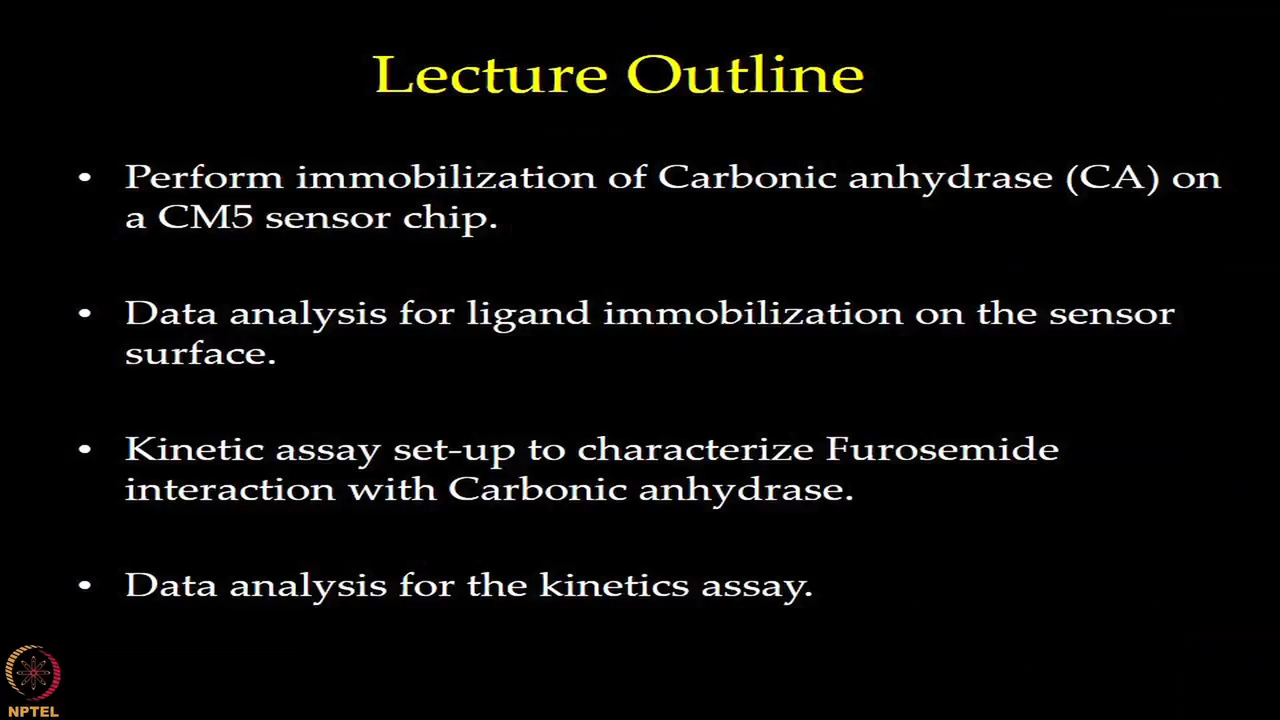 Lecture Outline
• Perform immobilization of Carbonic anhydrase (CA) on
a CM5 sensor chip.
• Data analysis for ligand immobilization on the sensor
surface.
• Kinetic assay set-up to characterize Furosemide
interaction with Carbonic anhydrase.
• Data analysis for the kinetics assay.
NPTEL